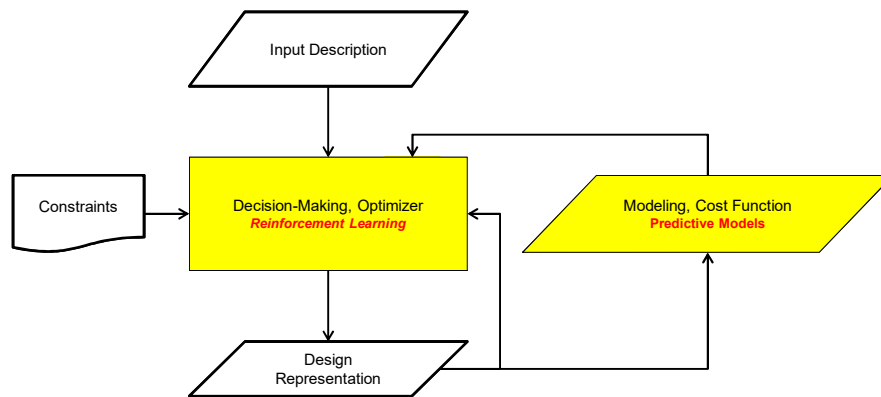 Input Description
Constraints
Decision-Making, Optimizer
Reinforcement Learning
Modeling, Cost Function
Predictive Models
Design
Representation